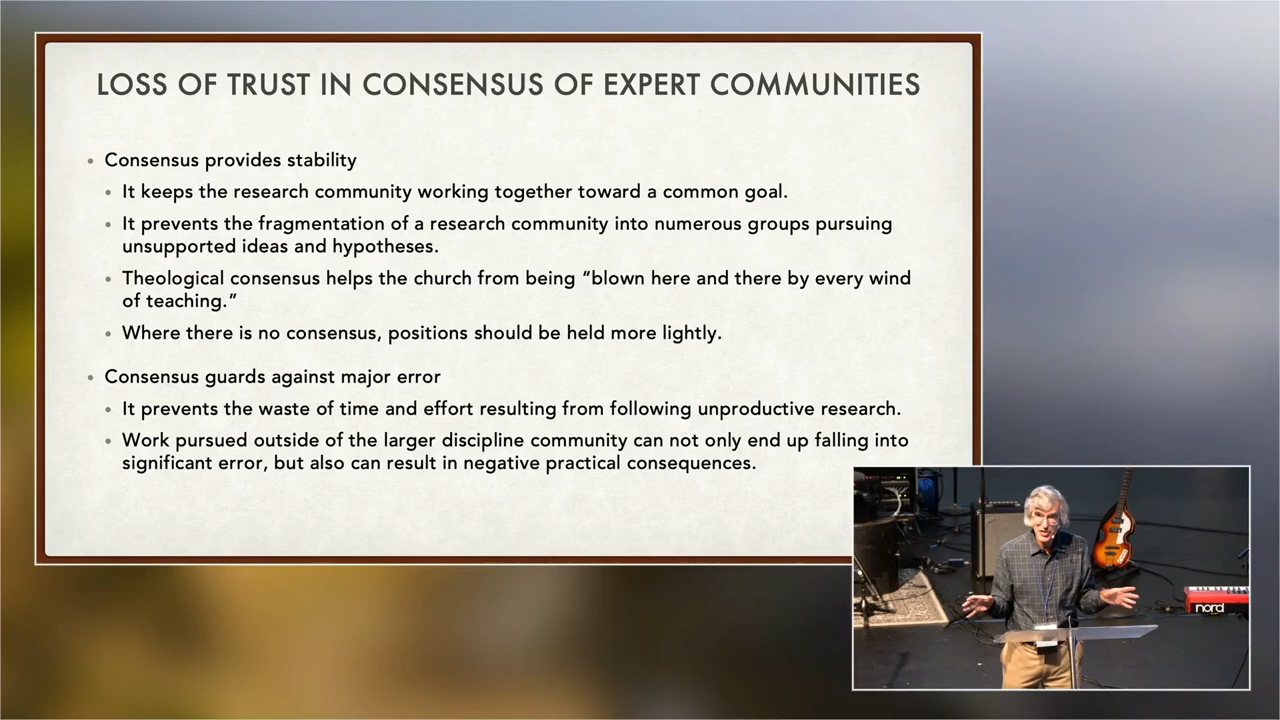 LOSS OF TRUST IN CONSENSUS OF EXPERT COMMUNITIES
• Consensus provides stability
• It keeps the research community working together toward a common goal.
• It prevents the fragmentation of a research community into numerous groups pursuing
unsupported ideas and hypotheses.
• Theological consensus helps the church from being “blown here and there by every wind
of teaching.”
• Where there is no consensus, positions should be held more lightly.
• Consensus guards against major error
• It prevents the waste of time and effort resulting from following unproductive research.
• Work pursued outside of the larger discipline community can not only end up falling into
significant error, but also can result in negative practical consequences.
nord